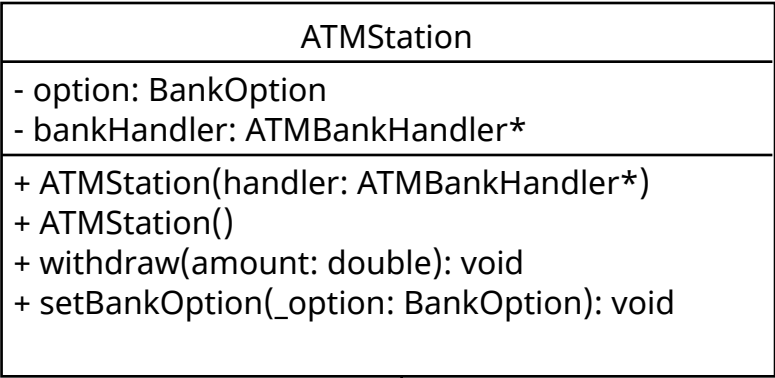 ATMStation
- option: BankOption
- bankHandler: ATMBankHandler*
+ ATMStation(handler: ATMBankHandler*)
+ ATMStation()
+ withdraw(amount: double): void
+ setBankOption(_option: BankOption): void